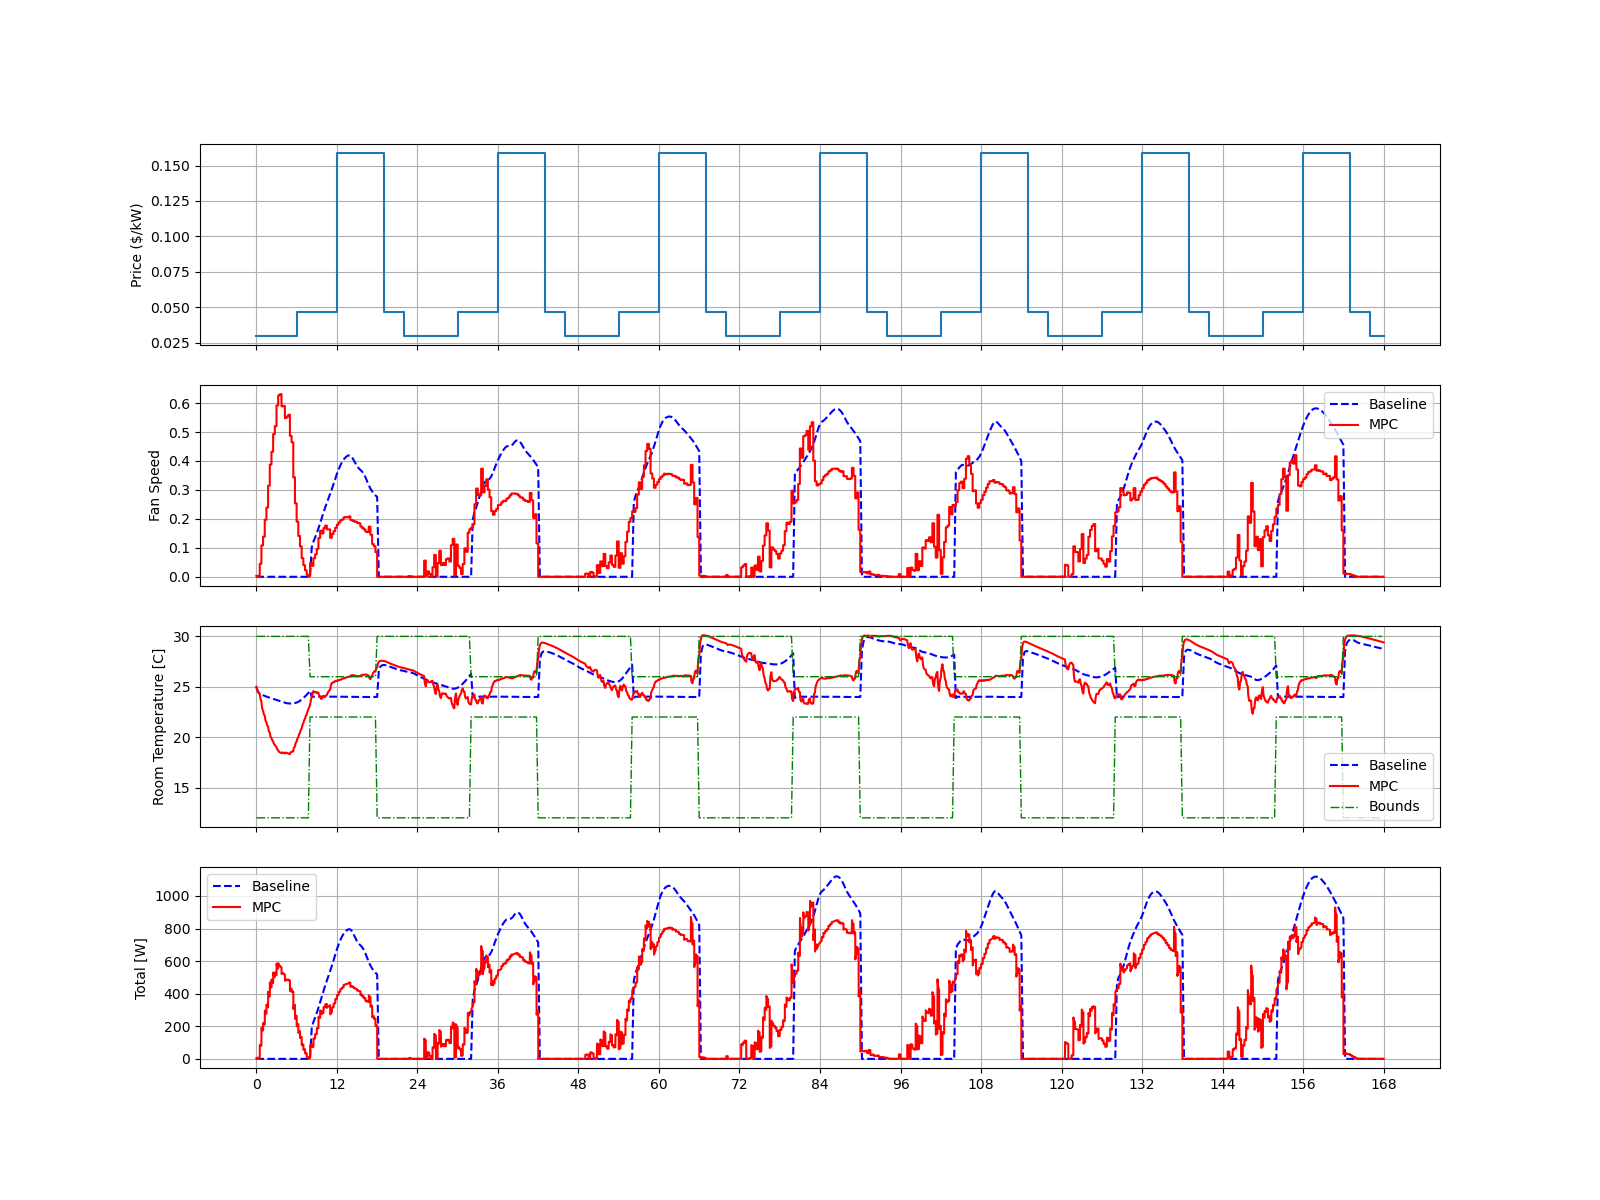 Price ($/kW)
0.150
0.125
0.100
0.075
0.050
0.025
Fan Speed
0.6
0.5
0.4
0.3
0.2
0.1
0.0
Baseline
MPC
Room Temperature [C]
30
25
20
15
Baseline
MPC
Bounds
Total [W]
1000
800
600
400
200
0
Baseline
MPC
0 12 24 36 48 60 72 84 96 108 120 132 144 156 168